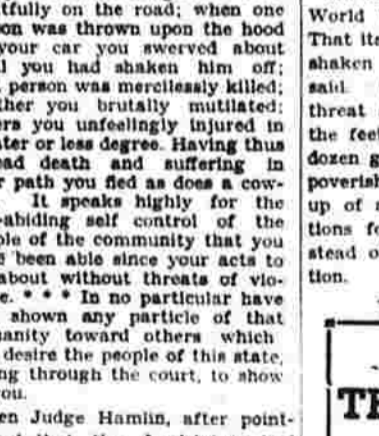 tfully on the road; when one
on was thrown upon the hood
your car you swerved about
l you had shaken him off;
person was mercilessly killed;
ther you brutally mutilated;
ers you unfeelingly injured in
ater or less degree. Having thus
ead death and suffering in
r path you fled as does a cow-
It speaks highly for the
-abiding self control of the
ple of the community that you
e been able since your acts to
about without threats of vio-
e. * * * In no particular have
shown any particle of that
anity toward others which
desire the people of this state,
ng through the court, to show
ou.
en Judge Hamlin, after point-
World
That its
shaken
said.
threat
the feel
dozen g
poverish
up of
tions fo
stead o
tion.
TH